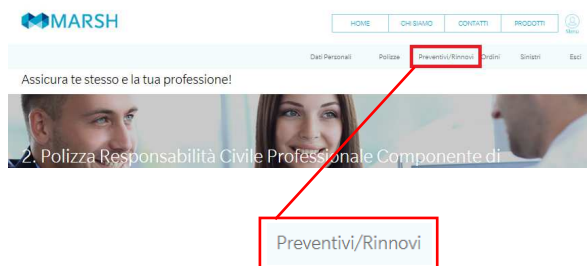 MARSH
HOME CHI SIAMO CONTATTI PRODOTTI
Menu
Dati Personali Polizze Preventivi/Rinnovi Ordini Sinistri Esci
Assicura te stesso e la tua professione!
2. Polizza Responsabilità Civile Professionale Componente di
Preventivi/Rinnovi